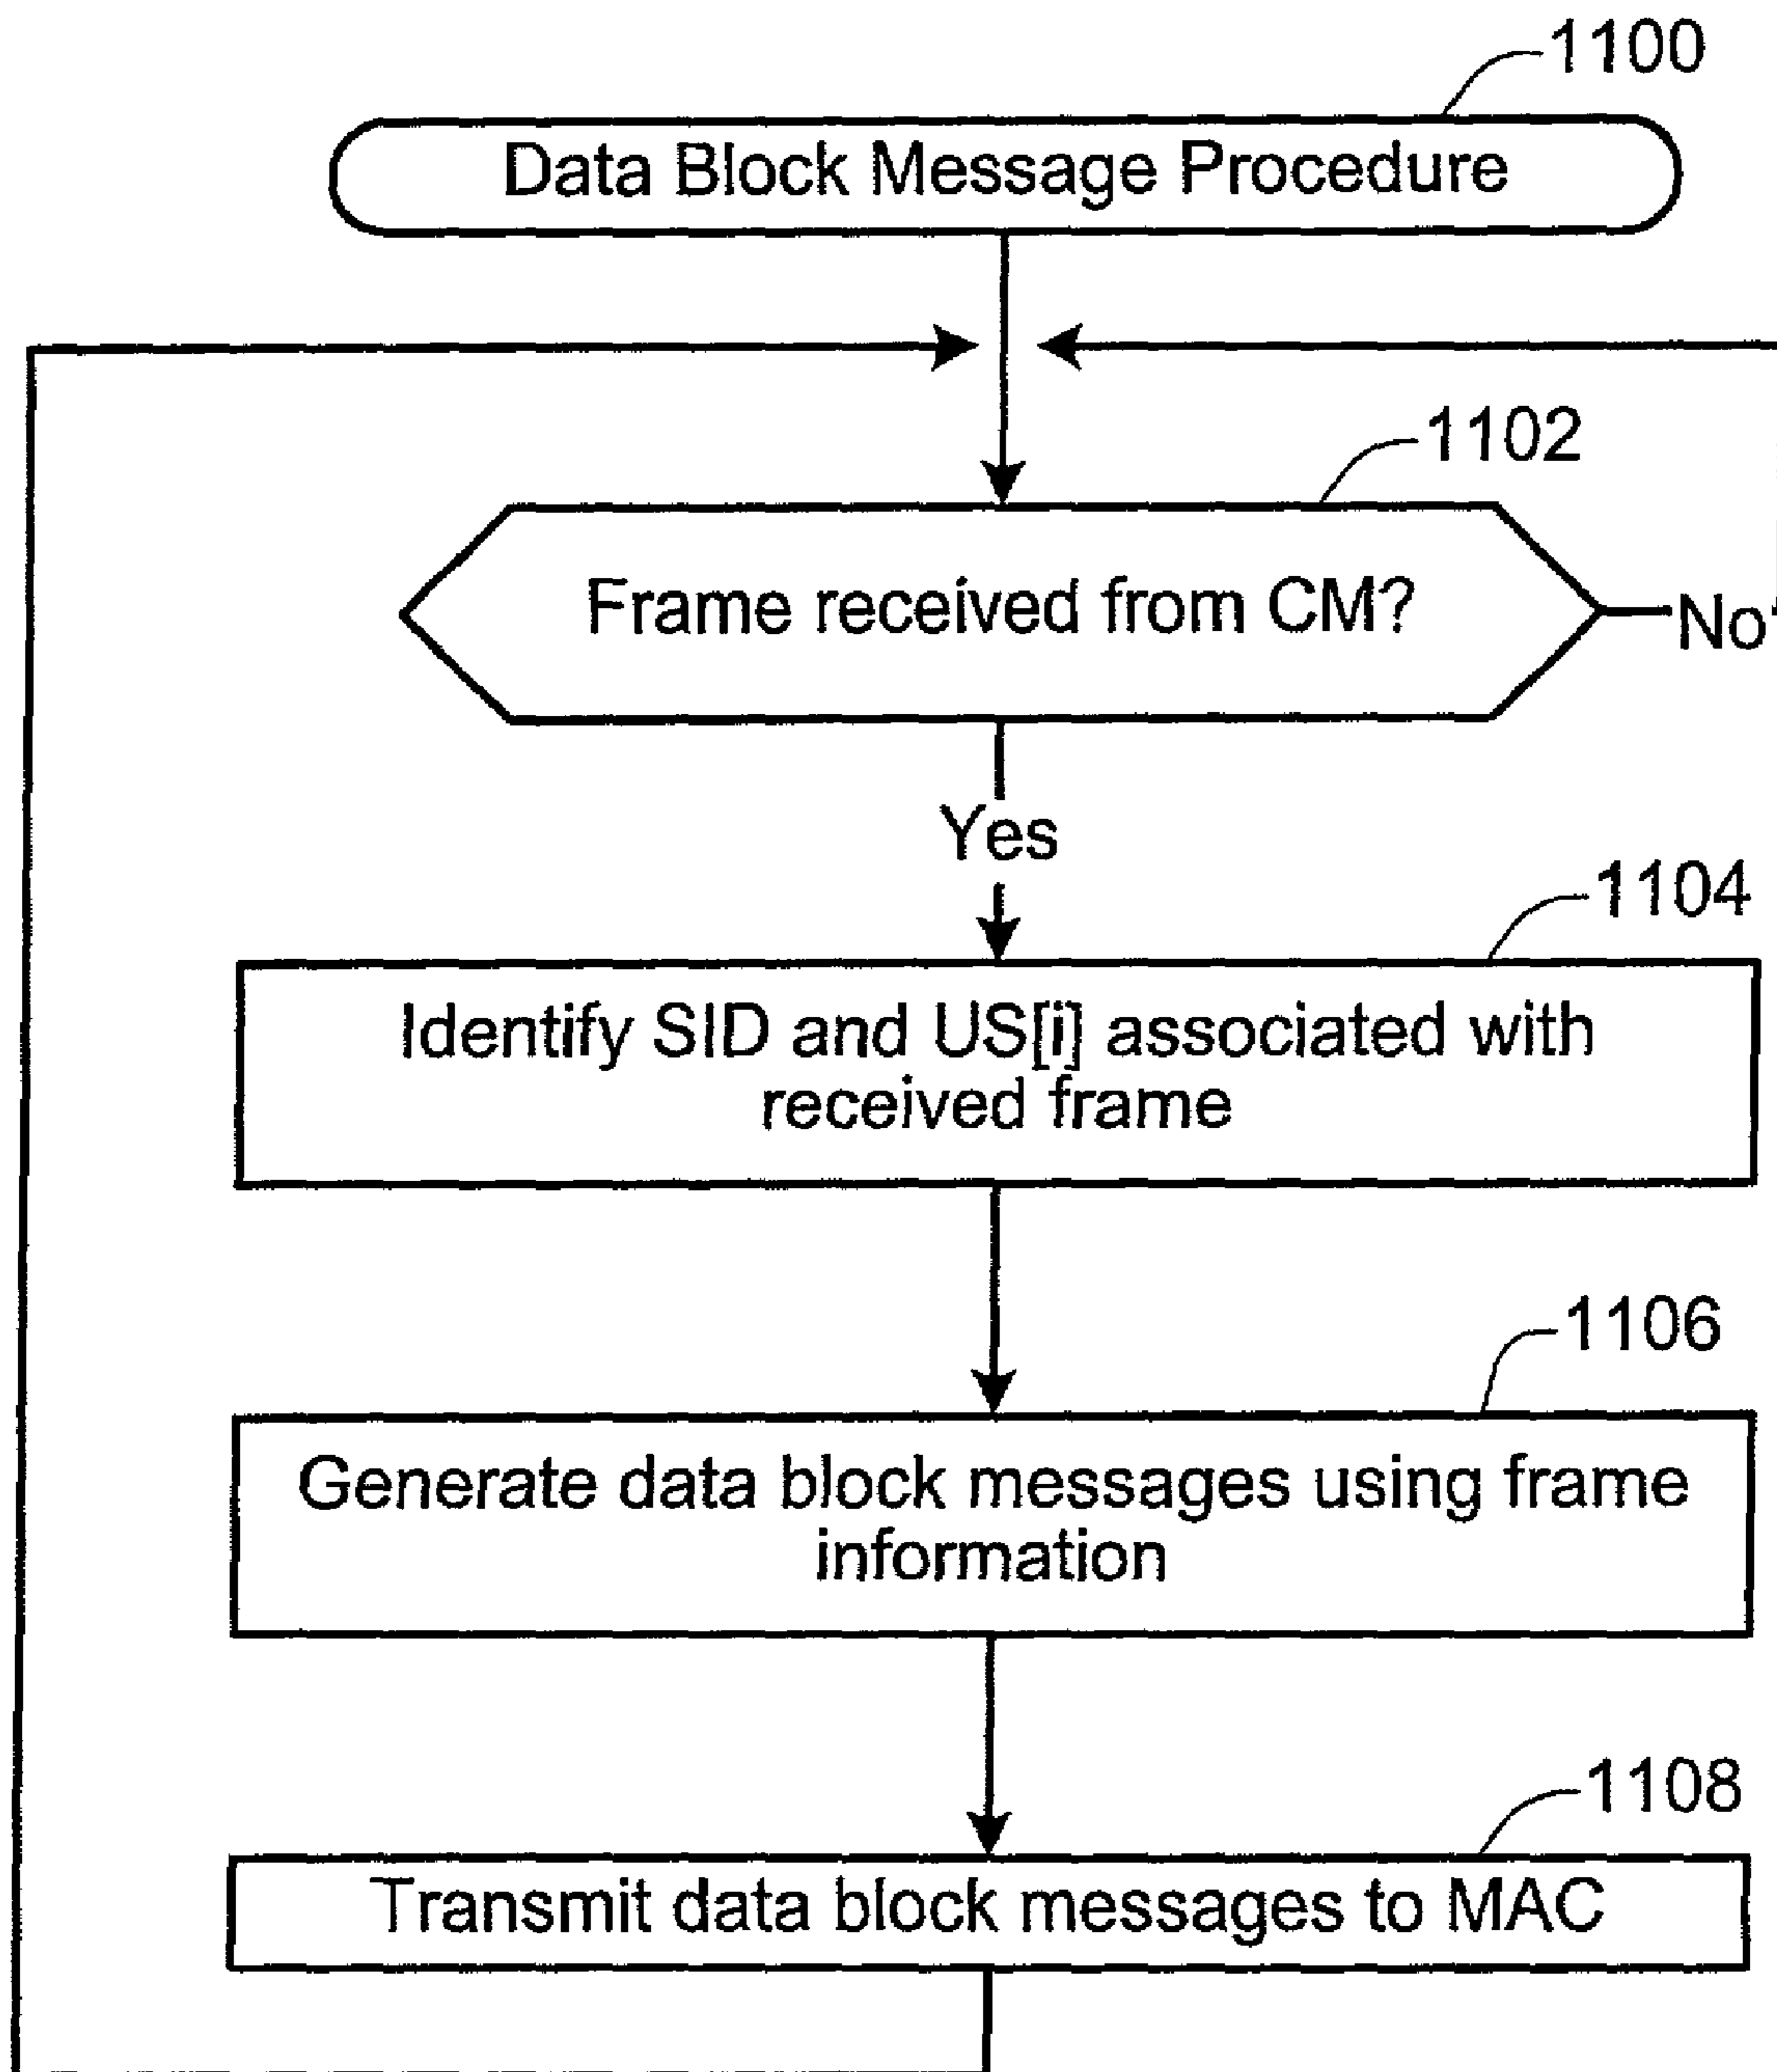 1100
Data Block Message Procedure
1102
Frame received from CM?
No
Yes
1104
Identify SID and US[i] associated with
received frame
1106
Generate data block messages using frame
information
1108
Transmit data block messages to MAC